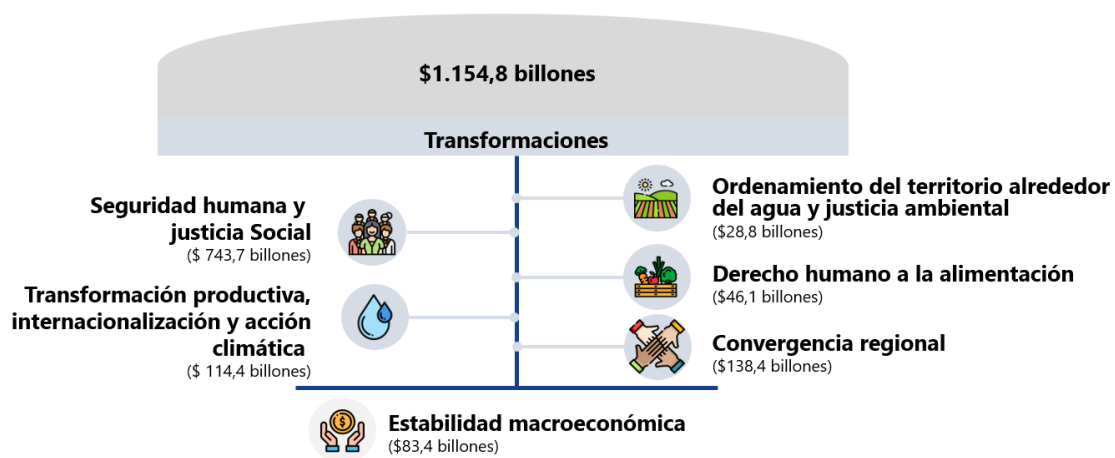 $1.154,8 billones
Transformaciones
Seguridad humana y
justicia Social
($ 743,7 billones)
Transformación productiva,
internacionalización y acción
climática
($ 114,4 billones)
Ordenamiento del territorio alrededor
del agua y justicia ambiental
($28,8 billones)
Derecho humano a la alimentación
($46,1 billones)
Convergencia regional
($138,4 billones)
Estabilidad macroeconómica
($83,4 billones)